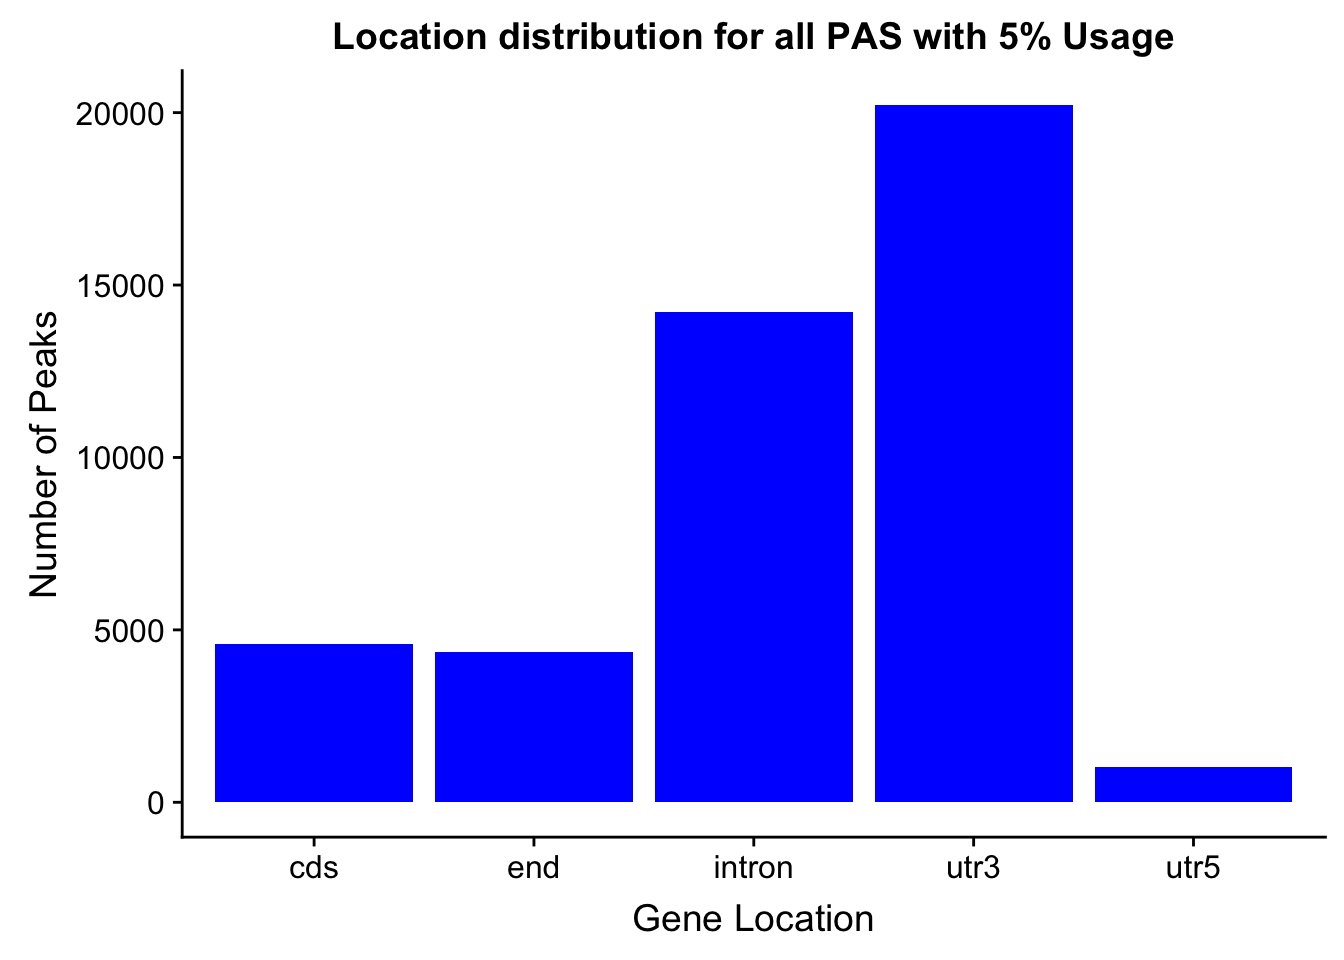 Location distribution for all PAS with 5% Usage
Number of Peaks
20000
15000
10000
5000
0
cds end intron utr3 utr5
Gene Location